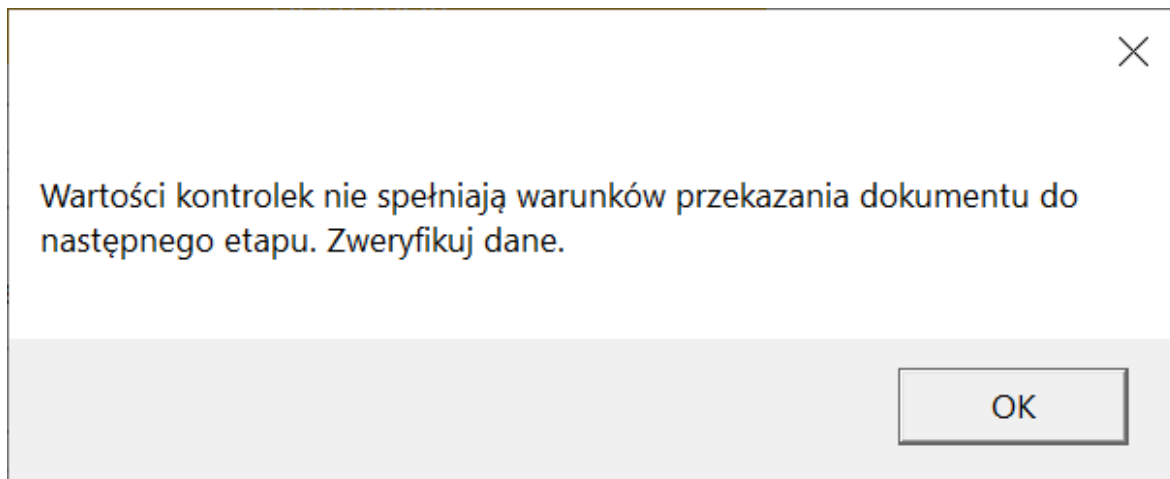 Wartości kontrolek nie spełniają warunków przekazania dokumentu do
następnego etapu. Zweryfikuj dane.
OK